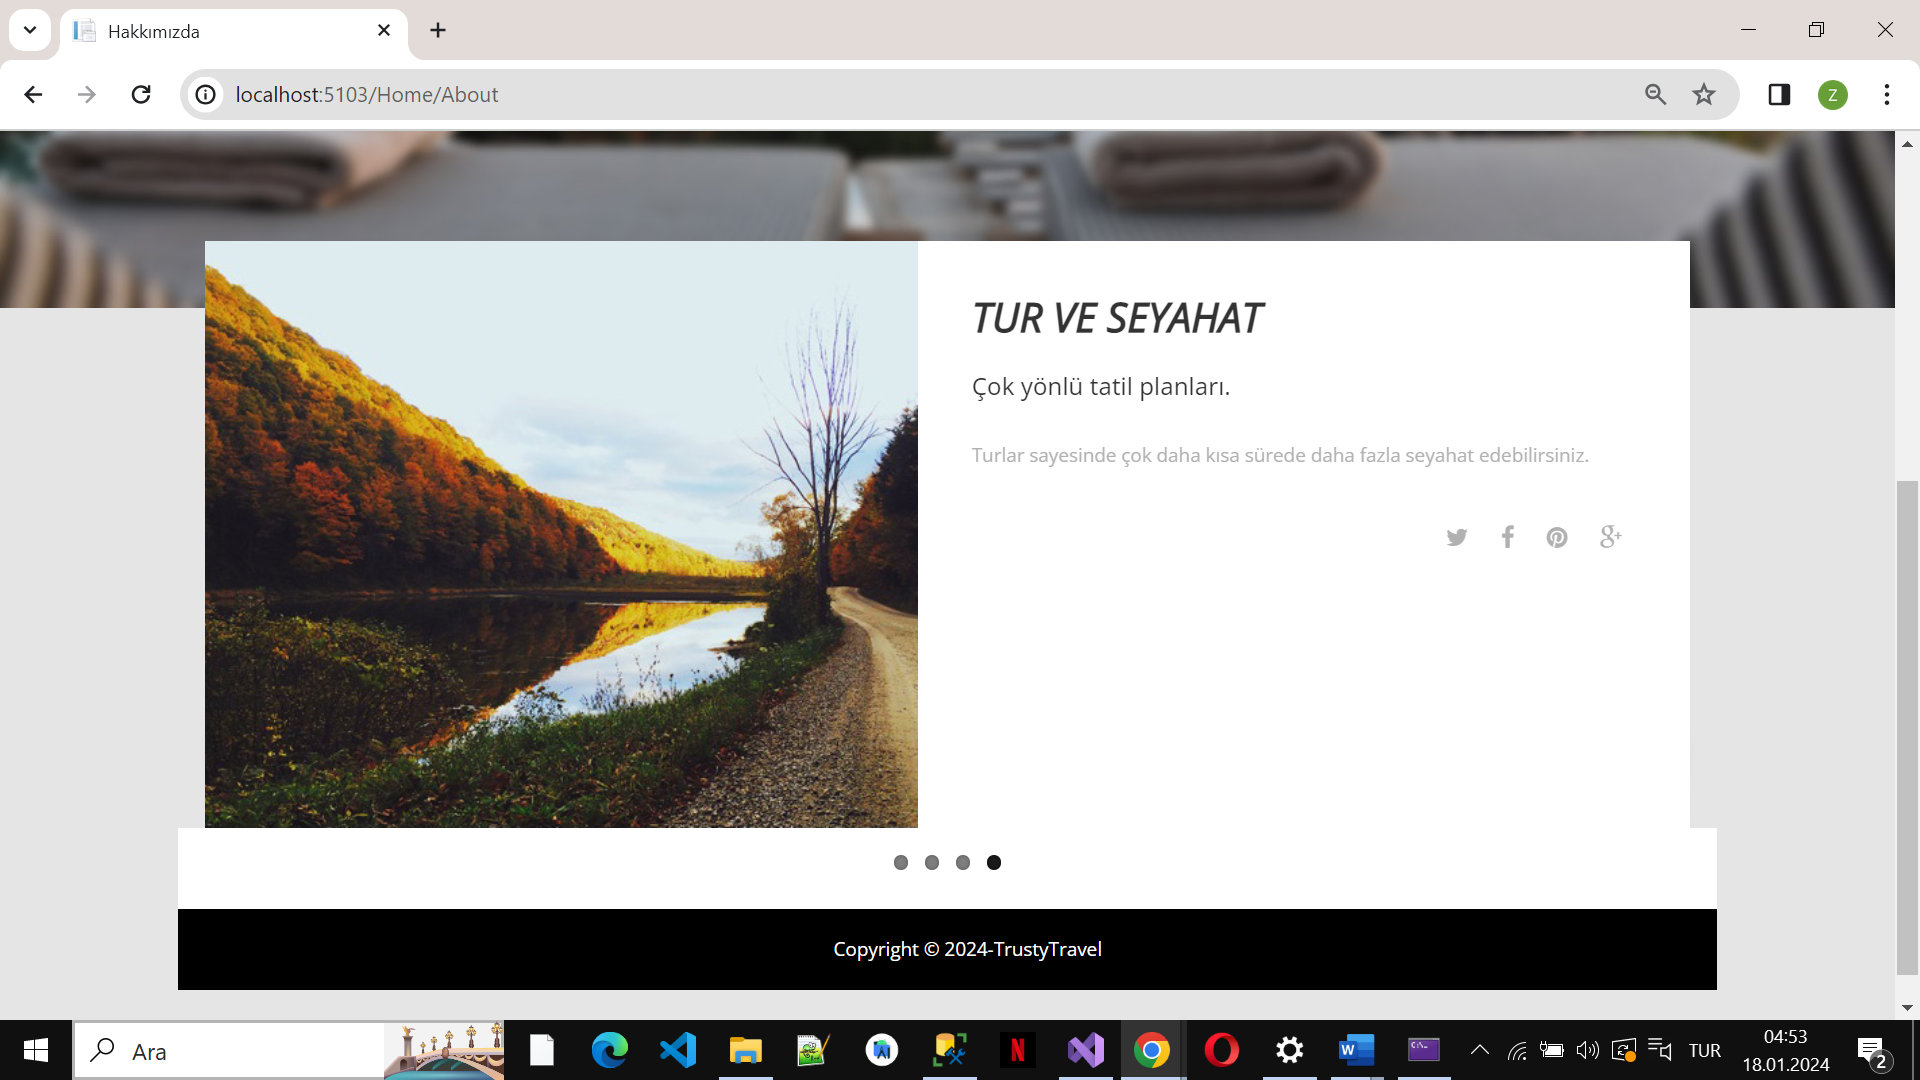 Hakkımızda
localhost:5103/Home/About
Z
TUR VE SEYAHAT
Çok yönlü tatil planları.
Turlar sayesinde çok daha kısa sürede daha fazla seyahat edebilirsiniz.
Copyright © 2024-TrustyTravel
Ara
TUR
04:53
18.01.2024
2